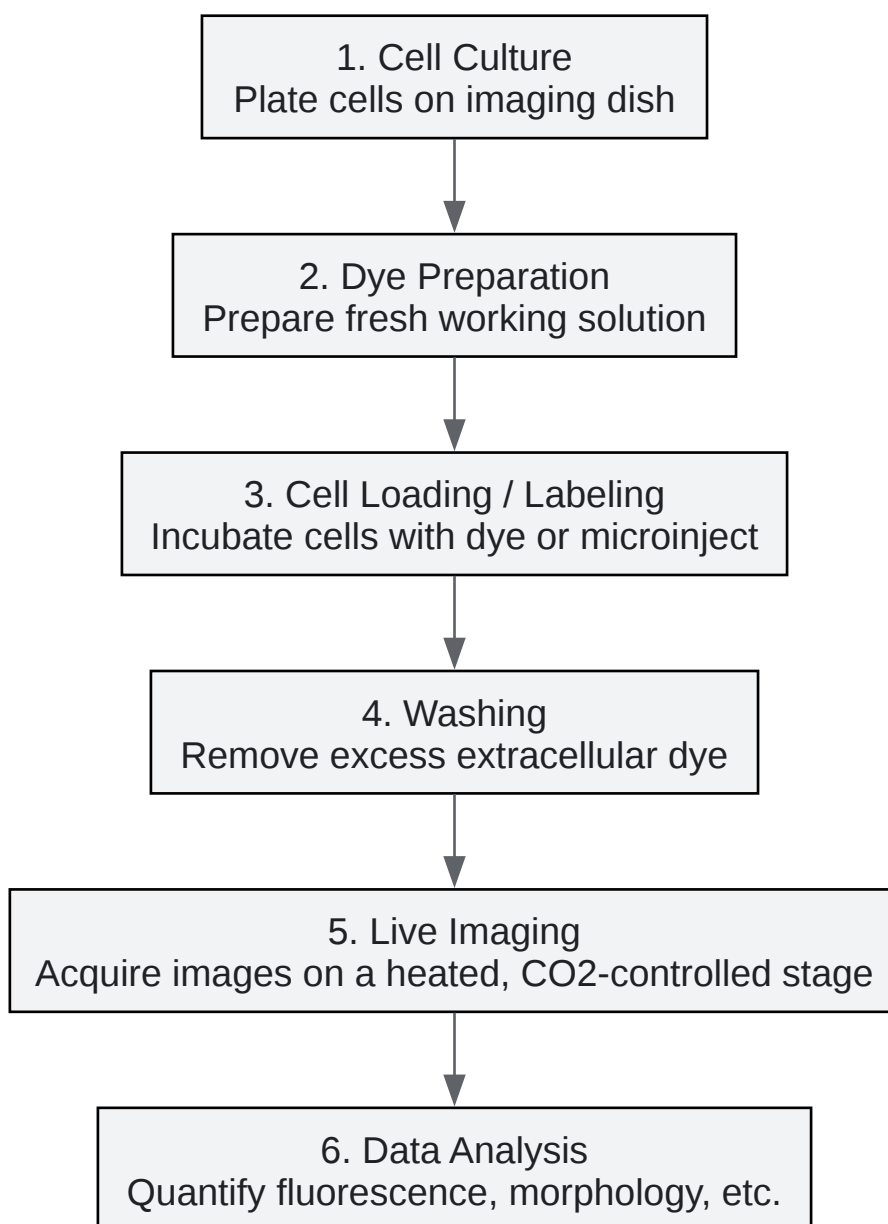 1. Cell Culture
Plate cells on imaging dish
2. Dye Preparation
Prepare fresh working solution
3. Cell Loading / Labeling
Incubate cells with dye or microinject
4. Washing
Remove excess extracellular dye
5. Live Imaging
Acquire images on a heated, CO2-controlled stage
6. Data Analysis
Quantify fluorescence, morphology, etc.